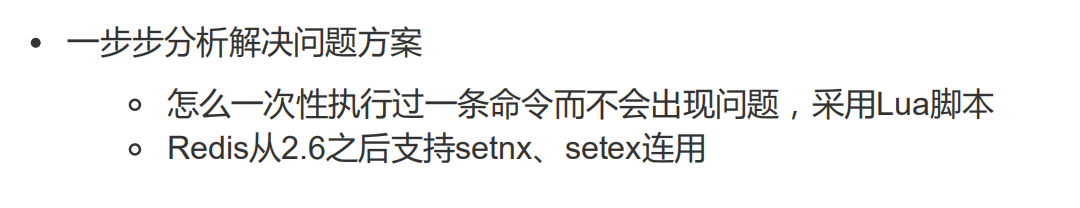 • 一步步分析解决问题方案
○ 怎么一次性执行过一条命令而不会出现问题，采用Lua脚本
○ Redis从2.6之后支持setnx、setex连用